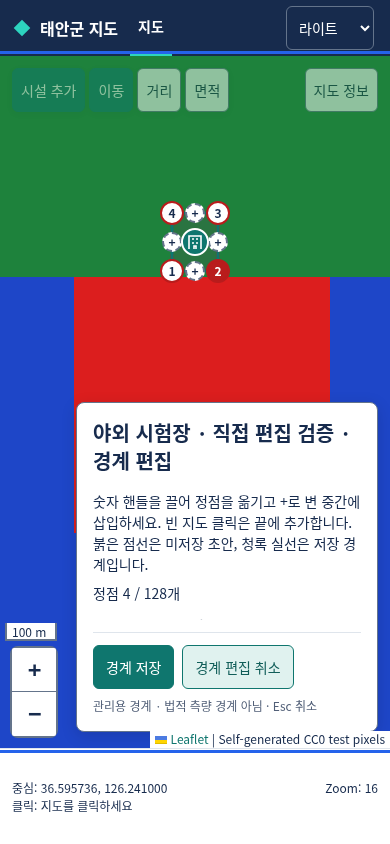 태안군 지도
지도
라이트
시설 추가
이동
거리
면적
지도 정보
4 + 3
+ +
1 + 2
야외 시험장 · 직접 편집 검증 ·
경계 편집
숫자 핸들을 끌어 정점을 옮기고 +로 변 중간에
삽입하세요. 빈 지도 클릭은 끝에 추가합니다.
붉은 점선은 미저장 초안, 청록 실선은 저장 경
계입니다.
정점 4 / 128개
경계 저장
경계 편집 취소
관리용 경계 · 법적 측량 경계 아님 · Esc 취소
100 m
+
−
Leaflet | Self-generated CC0 test pixels
중심: 36.595736, 126.241000
Zoom: 16
클릭: 지도를 클릭하세요